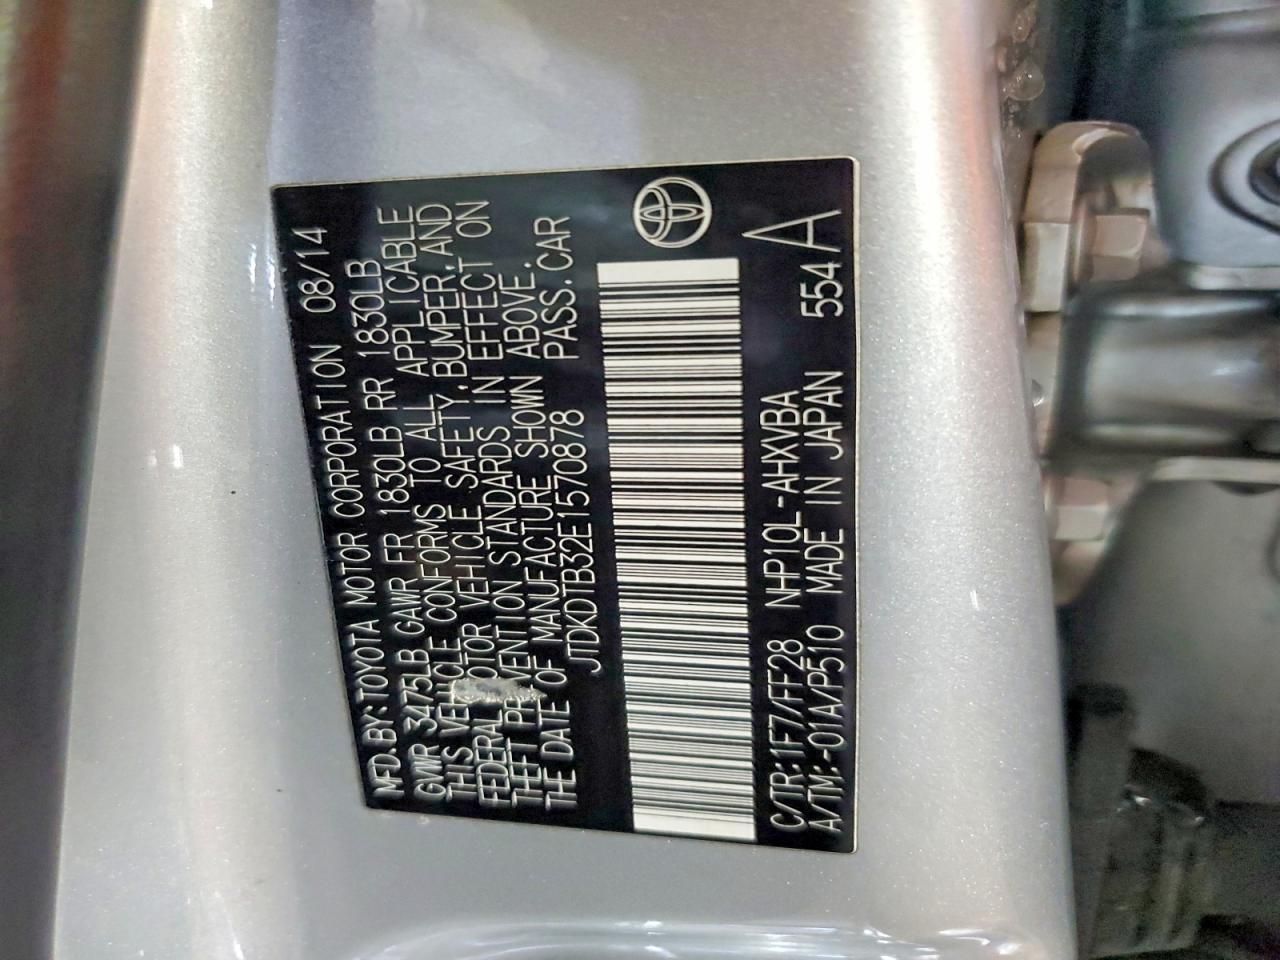 MFD.BY:TOYOTA MOTOR CORPORATION 08/14
GVWR 3475LB GAWR FR 1830LB RR 1830LB
THIS VEHICLE CONFORMS TO ALL APPLICABLE
FEDERAL MOTOR VEHICLE SAFETY,BUMPER,AND
THEFT PREVENTION STANDARDS IN EFFECT ON
THE DATE OF MANUFACTURE SHOWN ABOVE.
JTDKDTB32E1570878 PASS.CAR
C/TR:1F7/FF28 NHP10L-AHXVBA
A/TM:-01A/P510 MADE IN JAPAN 554A